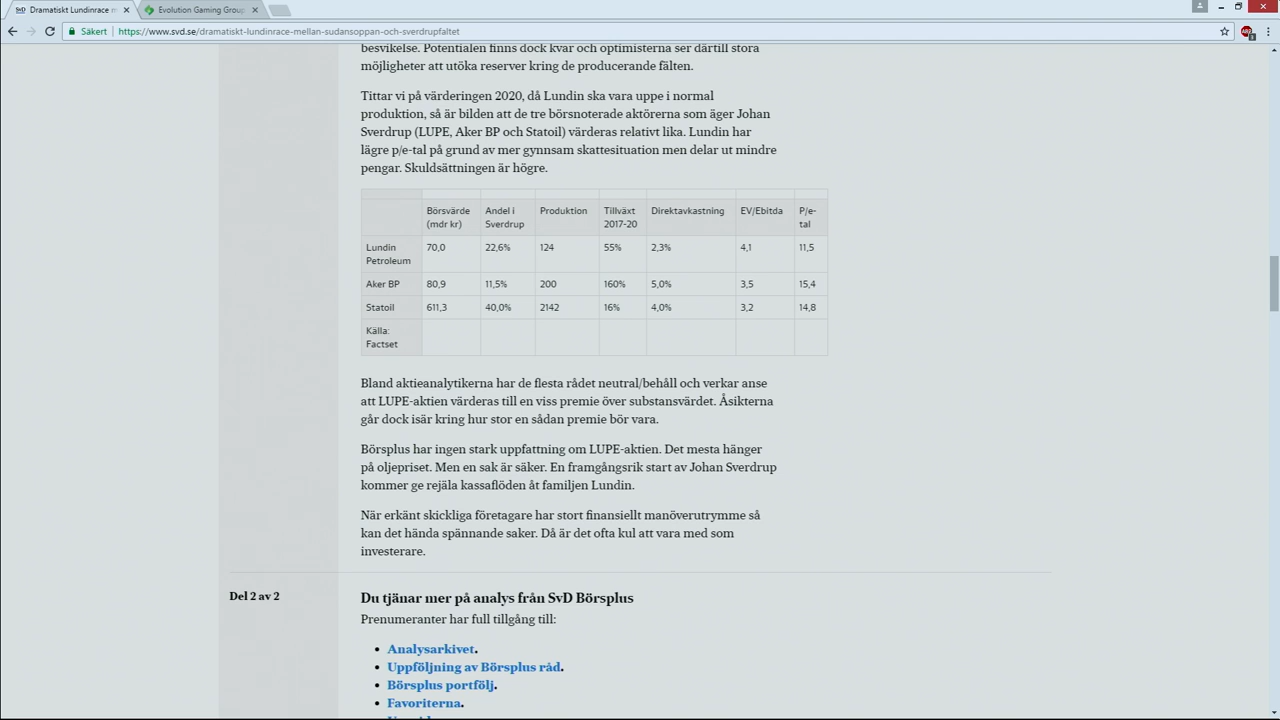 Dramatiskt Lundinrace m
Evolution Gaming Group
Säkert
https://www.svd.se/dramatiskt-lundinrace-mellan-sudansoppan-och-sverdrupfaltet
besvikelse. Potentialen finns dock kvar och optimisterna ser därtill stora
möjligheter att utöka reserver kring de producerande fälten.
Tittar vi på värderingen 2020, då Lundin ska vara uppe i normal
produktion, så är bilden att de tre börsnoterade aktörerna som äger Johan
Sverdrup (LUPE, Aker BP och Statoil) värderas relativt lika. Lundin har
lägre p/e-tal på grund av mer gynnsam skattesituation men delar ut mindre
pengar. Skuldsättningen är högre.
Börsvärde Andel i Produktion Tillväxt Direktavkastning EV/Ebitda P/e-
(mdr kr) Sverdrup 2017-20 tal
Lundin 70,0 22,6% 124 55% 2,3% 4,1 11,5
Petroleum
Aker BP 80,9 11,5% 200 160% 5,0% 3,5 15,4
Statoil 611,3 40,0% 2142 16% 4,0% 3,2 14,8
Källa:
Factset
Bland aktieanalytikerna har de flesta rådet neutral/behåll och verkar anse
att LUPE-aktien värderas till en viss premie över substansvärdet. Åsikterna
går dock isär kring hur stor en sådan premie bör vara.
Börsplus har ingen stark uppfattning om LUPE-aktien. Det mesta hänger
på oljepriset. Men en sak är säker. En framgångsrik start av Johan Sverdrup
kommer ge rejäla kassaflöden åt familjen Lundin.
När erkänt skickliga företagare har stort finansiellt manöverutrymme så
kan det hända spännande saker. Då är det ofta kul att vara med som
investerare.
Del 2 av 2
Du tjänar mer på analys från SvD Börsplus
Prenumeranter har full tillgång till:
• Analysarkivet.
• Uppföljning av Börsplus råd.
• Börsplus portfölj.
• Favoriterna.